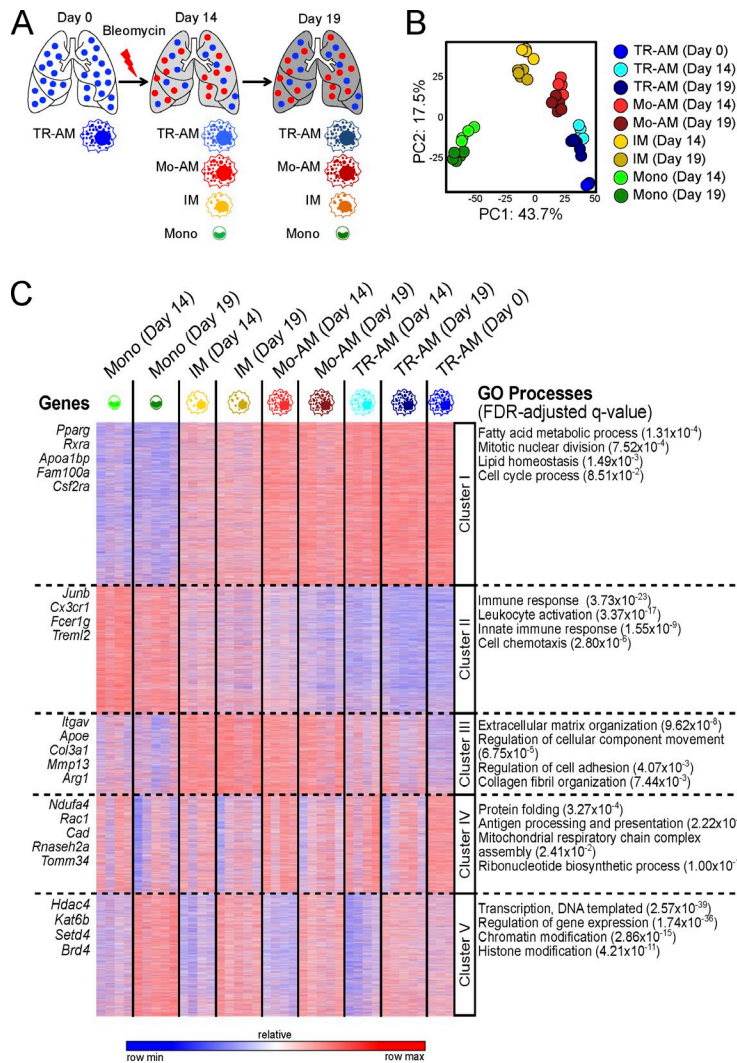 A
Day 0
Bleomycin
Day 14
Day 19
TR-AM
TR-AM
Mo-AM
IM
Mono
TR-AM
Mo-AM
IM
Mono
B
PC2: 17.5%
25
0
-25
-50
-25
0
25
50
PC1: 43.7%
TR-AM (Day 0)
TR-AM (Day 14)
TR-AM (Day 19)
Mo-AM (Day 14)
Mo-AM (Day 19)
IM (Day 14)
IM (Day 19)
Mono (Day 14)
Mono (Day 19)
C
Mono (Day 14)
Mono (Day 19)
IM (Day 14)
IM (Day 19)
Mo-AM (Day 14)
Mo-AM (Day 19)
TR-AM (Day 14)
TR-AM (Day 19)
TR-AM (Day 0)
Genes
GO Processes
(FDR-adjusted q-value)
Pparg
Rxra
Apoa1bp
Fam100a
Csf2ra
Cluster I
Fatty acid metabolic process (1.31x10⁻⁴)
Mitotic nuclear division (7.52x10⁻⁴)
Lipid homeostasis (1.49x10⁻³)
Cell cycle process (8.51x10⁻²)
Junb
Cx3cr1
Fcer1g
Treml2
Cluster II
Immune response (3.73x10⁻²³)
Leukocyte activation (3.37x10⁻¹⁷)
Innate immune response (1.55x10⁻⁹)
Cell chemotaxis (2.80x10⁻⁶)
Itgav
Apoe
Col3a1
Mmp13
Arg1
Cluster III
Extracellular matrix organization (9.62x10⁻⁸)
Regulation of cellular component movement
(6.75x10⁻⁵)
Regulation of cell adhesion (4.07x10⁻³)
Collagen fibril organization (7.44x10⁻³)
Ndufa4
Rac1
Cad
Rnaseh2a
Tomm34
Cluster IV
Protein folding (3.27x10⁻⁴)
Antigen processing and presentation (2.22x10
Mitochondrial respiratory chain complex
assembly (2.41x10⁻²)
Ribonucleotide biosynthetic process (1.00x10⁻
Hdac4
Kat6b
Setd4
Brd4
Cluster V
Transcription, DNA templated (2.57x10⁻³⁹)
Regulation of gene expression (1.74x10⁻³⁶)
Chromatin modification (2.86x10⁻¹⁵)
Histone modification (4.21x10⁻¹¹)
relative
row min
row max